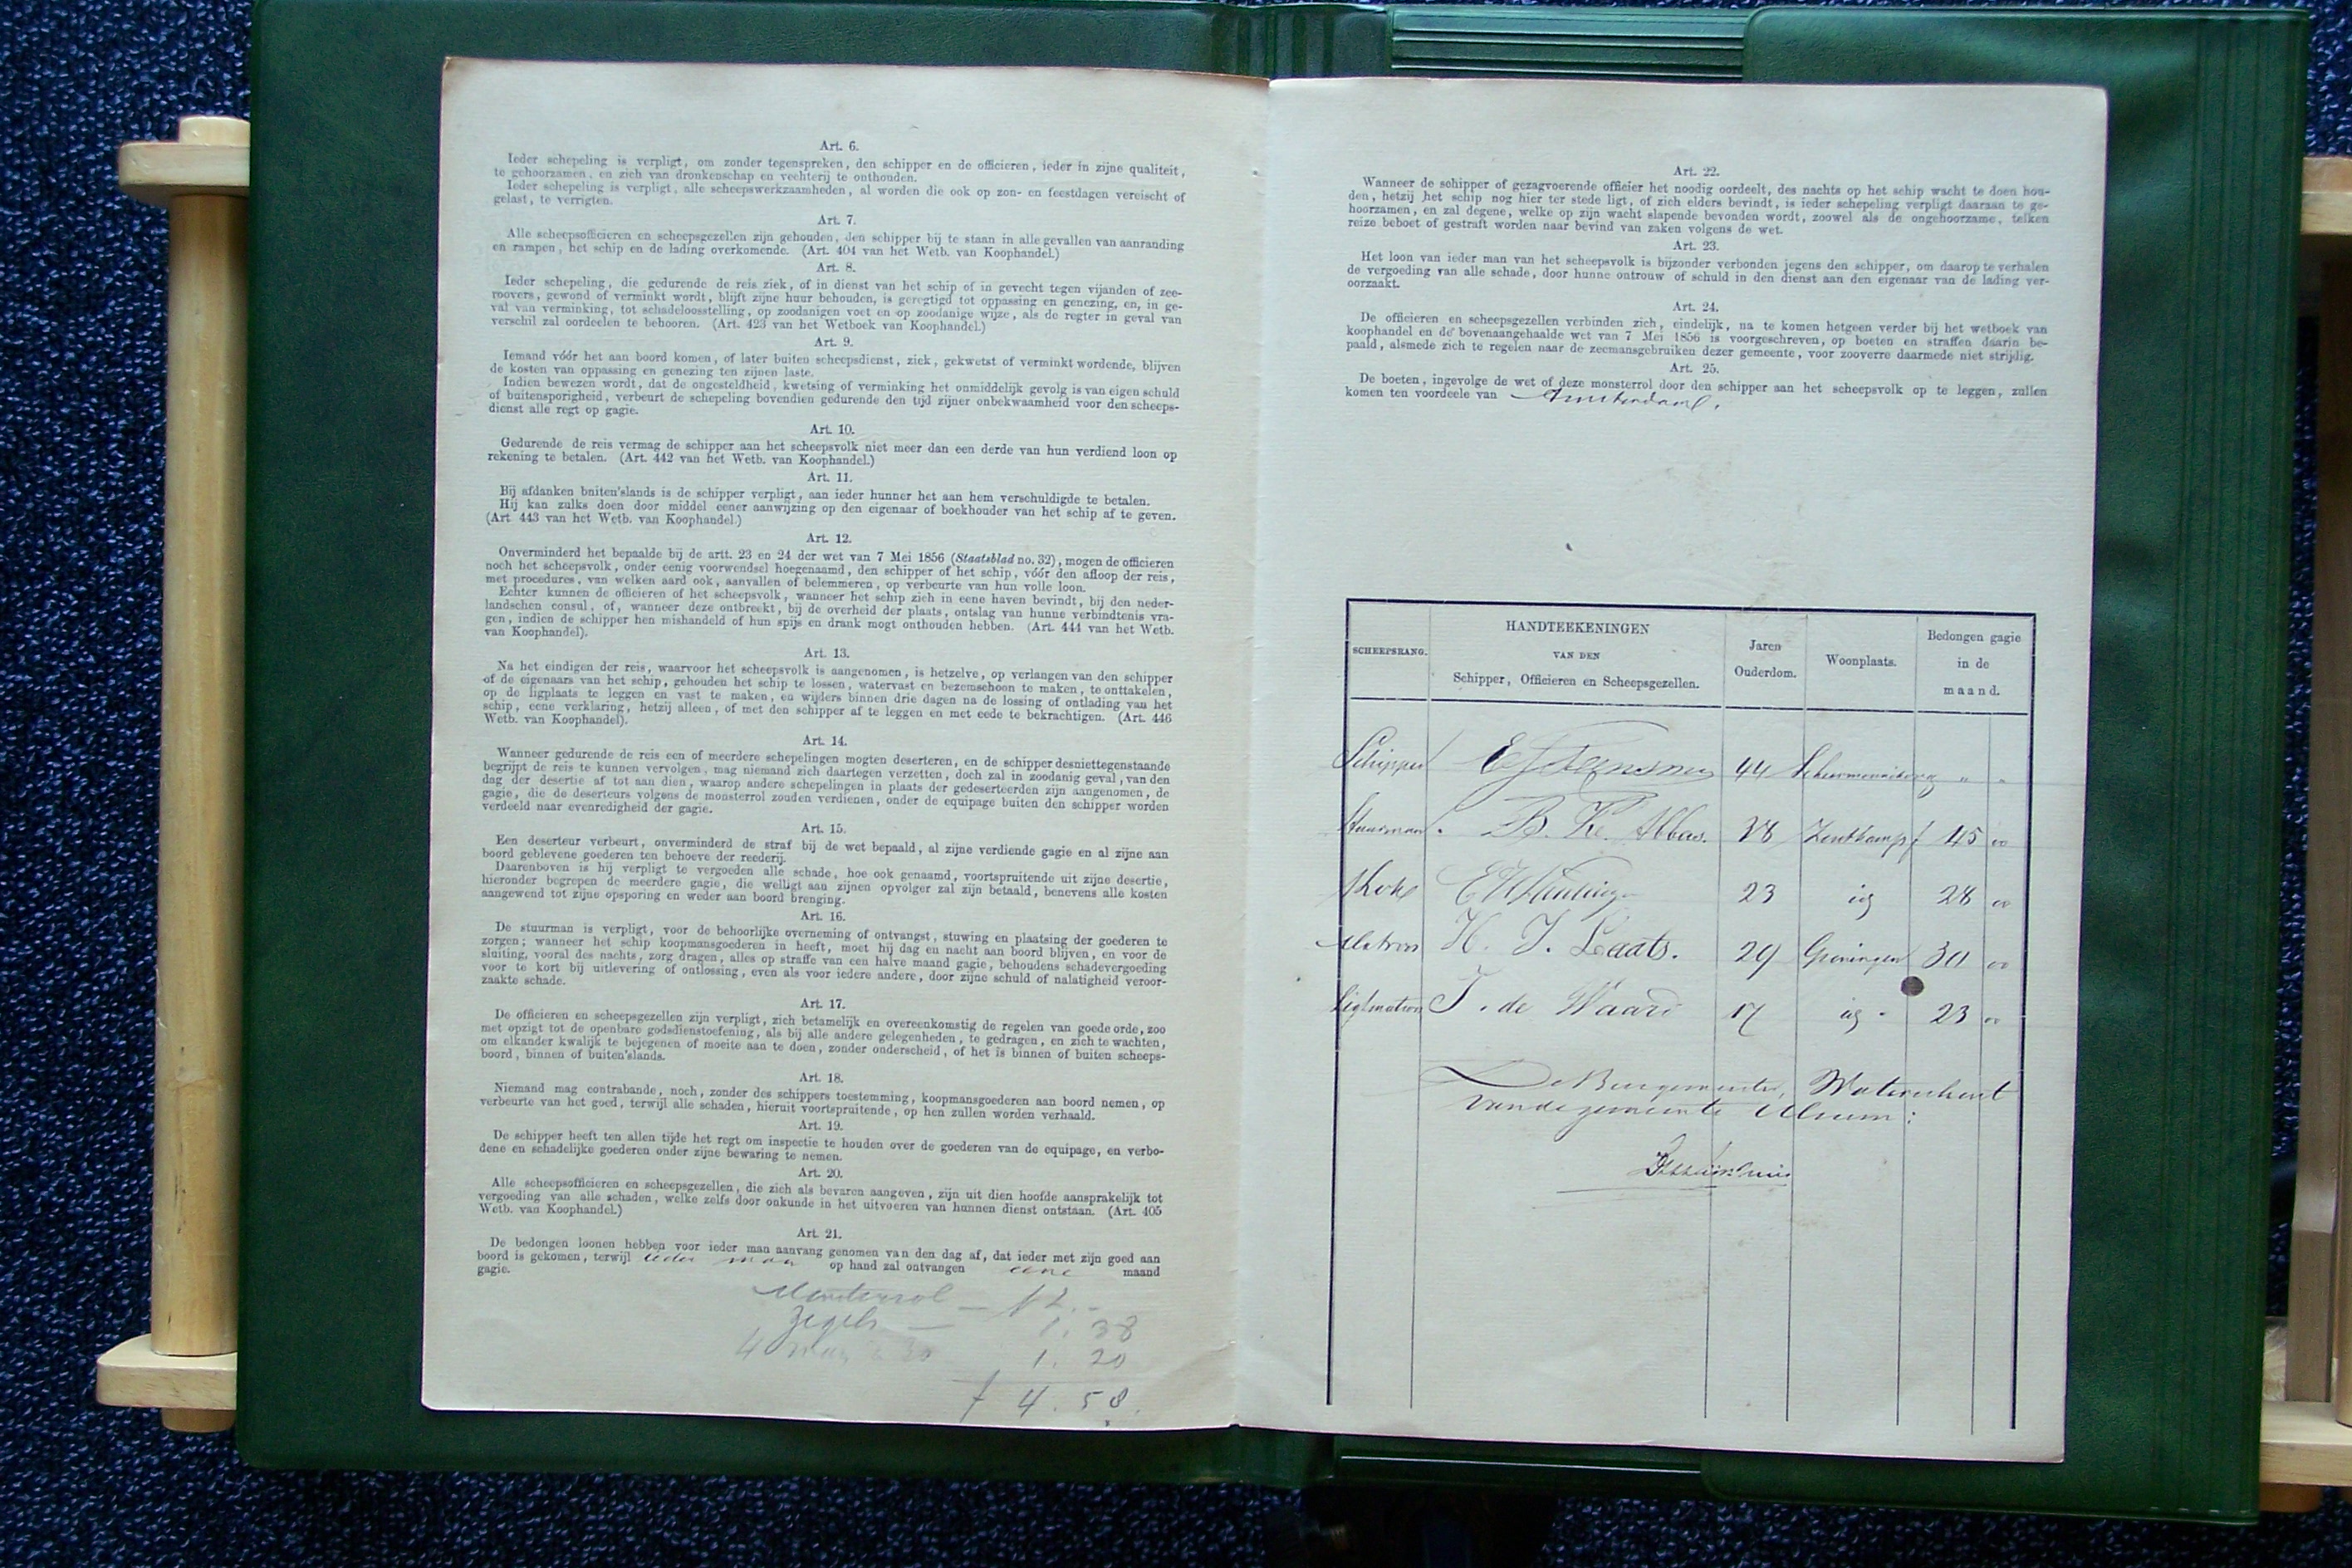 Art. 6.
Ieder schepeling is verpligt, om zonder tegenspreken, den schipper en de officieren, ieder in zijne qualiteit,
te gehoorzamen, en zich van dronkenschap en vechterij te onthouden.
Ieder schepeling is verpligt, alle scheepswerkzaamheden, al worden die ook op zon- en feestdagen vereischt of
gelast, te verrigten.
Art. 7.
Alle scheepsofficieren en scheepsgezellen zijn gehouden, den schipper bij te staan in alle gevallen van aanranding
en rampen, het schip en de lading overkomende. (Art. 404 van het Wetb. van Koophandel.)
Art. 8.
Ieder schepeling, die gedurende de reis ziek, of in dienst van het schip of in gevecht tegen vijanden of zee-
roovers, gewond of verminkt wordt, blijft zijne huur behouden, is geregtigd tot oppassing en genezing, en, in ge-
val van verminking, tot schadeloosstelling, op zoodanigen voet en op zoodanige wijze, als de regter in geval van
verschil zal oordeelen te behooren. (Art. 423 van het Wetboek van Koophandel.)
Art. 9.
Iemand vóór het aan boord komen, of later buiten scheepsdienst, ziek, gekwetst of verminkt wordende, blijven
de kosten van oppassing en genezing ten zijnen laste.
Indien bewezen wordt, dat de ongesteldheid, kwetsing of verminking het onmiddelijk gevolg is van eigen schuld
of buitensporigheid, verbeurt de schepeling bovendien gedurende den tijd zijner onbekwaamheid voor den scheeps-
dienst alle regt op gagie.
Art. 10.
Gedurende de reis vermag de schipper aan het scheepsvolk niet meer dan een derde van hun verdiend loon op
rekening te betalen. (Art. 442 van het Wetb. van Koophandel.)
Art. 11.
Bij afdanken buiten'slands is de schipper verpligt, aan ieder hunner het aan hem verschuldigde te betalen.
Hij kan zulks doen door middel eener aanwijzing op den eigenaar of boekhouder van het schip af te geven.
(Art 443 van het Wetb. van Koophandel.)
Art. 12.
Onverminderd het bepaalde bij de artt. 23 en 24 der wet van 7 Mei 1856 (Staatsblad no. 32), mogen de officieren
noch het scheepsvolk, onder eenig voorwendsel hoegenaamd, den schipper of het schip, vóór den afloop der reis,
met procedures, van welken aard ook, aanvallen of belemmeren, op verbeurte van hun volle loon.
Echter kunnen de officieren of het scheepsvolk, wanneer het schip zich in eene haven bevindt, bij den neder-
landschen consul, of, wanneer deze ontbreekt, bij de overheid der plaats, ontslag van hunne verbindtenis vra-
gen, indien de schipper hen mishandeld of hun spijs en drank mogt onthouden hebben. (Art. 444 van het Wetb.
van Koophandel).
Art. 13.
Na het eindigen der reis, waarvoor het scheepsvolk is aangenomen, is hetzelve, op verlangen van den schipper
of de eigenaars van het schip, gehouden het schip te lossen, watervast en bezemschoon te maken, te onttakelen,
op de ligplaats te leggen en vast te maken, en wijders binnen drie dagen na de lossing of ontlading van het
schip, eene verklaring, hetzij alleen, of met den schipper af te leggen en met eede te bekrachtigen. (Art. 446
Wetb. van Koophandel).
Art. 14.
Wanneer gedurende de reis een of meerdere schepelingen mogten deserteren, en de schipper desniettegenstaande
begrijpt de reis te kunnen vervolgen, mag niemand zich daartegen verzetten, doch zal in zoodanig geval, van den
dag der desertie af tot aan dien, waarop andere schepelingen in plaats der gedeserteerden zijn aangenomen, de
gagie, die de deserteurs volgens de monsterrol zouden verdienen, onder de equipage buiten den schipper worden
verdeeld naar evenredigheid der gagie.
Art. 15.
Een deserteur verbeurt, onverminderd de straf bij de wet bepaald, al zijne verdiende gagie en al zijne aan
boord geblevene goederen ten behoeve der reederij.
Daarenboven is hij verpligt te vergoeden alle schade, hoe ook genaamd, voortspruitende uit zijne desertie,
hieronder begrepen de meerdere gagie, die welligt aan zijnen opvolger zal zijn betaald, benevens alle kosten
aangewend tot zijne opsporing en weder aan boord brenging.
Art. 16.
De stuurman is verpligt, voor de behoorlijke overneming of ontvangst, stuwing en plaatsing der goederen te
zorgen; wanneer het schip koopmansgoederen in heeft, moet hij dag en nacht aan boord blijven, en voor de
sluiting, vooral des nachts, zorg dragen, alles op straffe van een halve maand gagie, behoudens schadevergoeding
voor te kort bij uitlevering of ontlossing, even als voor iedere andere, door zijne schuld of nalatigheid veroor-
zaakte schade.
Art. 17.
De officieren en scheepsgezellen zijn verpligt, zich betamelijk en overeenkomstig de regelen van goede orde, zoo
met opzigt tot de openbare godsdienstoefening, als bij alle andere gelegenheden, te gedragen, en zich te wachten,
om elkander kwalijk te bejegenen of moeite aan te doen, zonder onderscheid, of het is binnen of buiten scheeps-
boord, binnen of buiten'slands.
Art. 18.
Niemand mag contrabande, noch, zonder des schippers toestemming, koopmansgoederen aan boord nemen, op
verbeurte van het goed, terwijl alle schaden, hieruit voortspruitende, op hen zullen worden verhaald.
Art. 19.
De schipper heeft ten allen tijde het regt om inspectie te houden over de goederen van de equipage, en verbo-
dene en schadelijke goederen onder zijne bewaring te nemen.
Art. 20.
Alle scheepsofficieren en scheepsgezellen, die zich als bevaren aangeven, zijn uit dien hoofde aansprakelijk tot
vergoeding van alle schaden, welke zelfs door onkunde in het uitvoeren van hunnen dienst ontstaan. (Art. 405
Wetb. van Koophandel.)
Art. 21.
De bedongen loonen hebben voor ieder man aanvang genomen van den dag af, dat ieder met zijn goed aan
boord is gekomen, terwijl ieder man op hand zal ontvangen eene maand
gagie.
Monsterrol — f 2.-
Zegels — 1.38
4 man a 30 1.20
f 4.58.
Art. 22.
Wanneer de schipper of gezagvoerende officier het noodig oordeelt, des nachts op het schip wacht te doen hou-
den, hetzij het schip nog hier ter stede ligt, of zich elders bevindt, is ieder schepeling verpligt daaraan te ge-
hoorzamen, en zal degene, welke op zijn wacht slapende bevonden wordt, zoowel als de ongehoorzame, telken
reize beboet of gestraft worden naar bevind van zaken volgens de wet.
Art. 23.
Het loon van ieder man van het scheepsvolk is bijzonder verbonden jegens den schipper, om daarop te verhalen
de vergoeding van alle schade, door hunne ontrouw of schuld in den dienst aan den eigenaar van de lading ver-
oorzaakt.
Art. 24.
De officieren en scheepsgezellen verbinden zich, eindelijk, na te komen hetgeen verder bij het wetboek van
koophandel en de bovenaangehaalde wet van 7 Mei 1856 is voorgeschreven, op boeten en straffen daarin be-
paald, alsmede zich te regelen naar de zeemansgebruiken dezer gemeente, voor zooverre daarmede niet strijdig.
Art. 25.
De boeten, ingevolge de wet of deze monsterrol door den schipper aan het scheepsvolk op te leggen, zullen
komen ten voordeele van Amsterdam.
SCHEEPSRANG. HANDTEEKENINGEN VAN DEN Schipper, Officieren en Scheepsgezellen. Jaren Ouderdom. Woonplaats. Bedongen gagie in de maand.
Schipper 44 " "
Stuurman B. K. Abbas. 38 Zoutkamp f 45 00
Kok 23 id 28 00
Matroos H. J. Laats. 29 Groningen 30 00
Ligtmatroos J. de Waard 17 id 23 00
De Burgemeester, Waterschout
van de gemeente Ulrum: